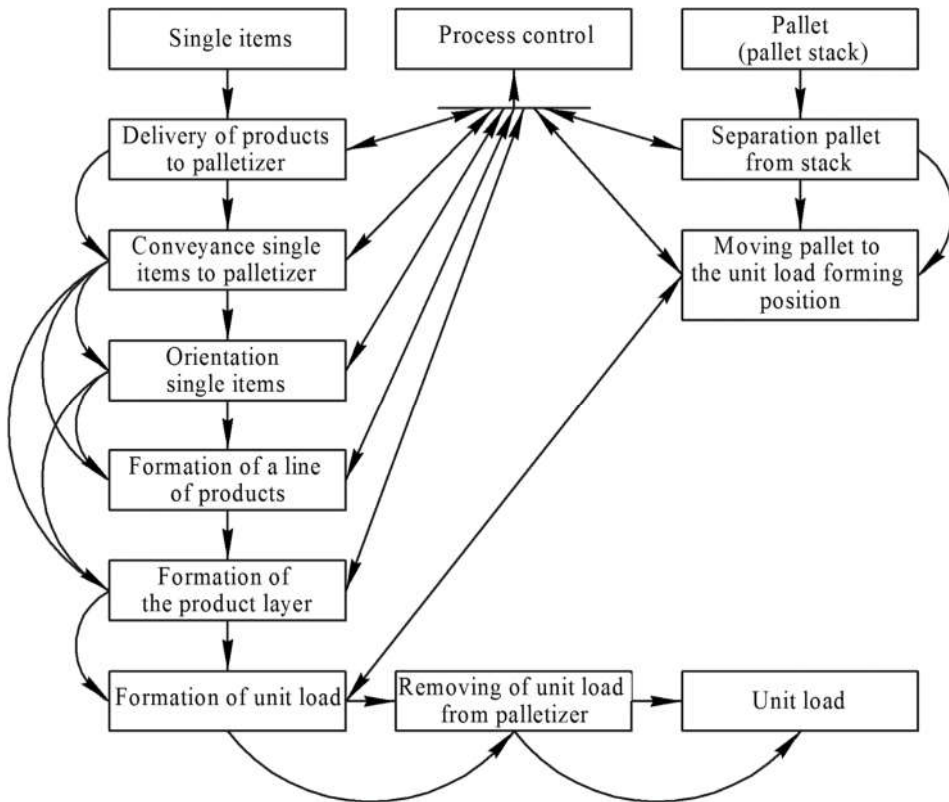 Single items
Process control
Pallet
(pallet stack)
Delivery of products
to palletizer
Separation pallet
from stack
Conveyance single
items to palletizer
Moving pallet to
the unit load forming
position
Orientation
single items
Formation of a line
of products
Formation of
the product layer
Formation of unit load
Removing of unit load
from palletizer
Unit load